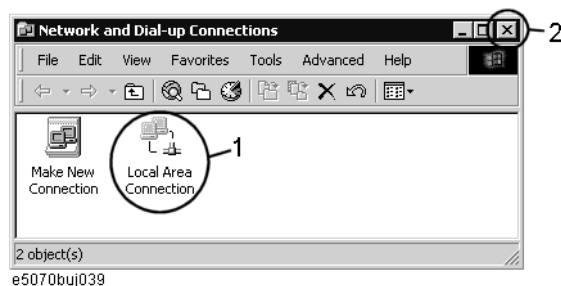 Network and Dial-up Connections
2
File Edit View Favorites Tools Advanced Help
1
Make New
Connection
Local Area
Connection
2 object(s)
e5070buj039